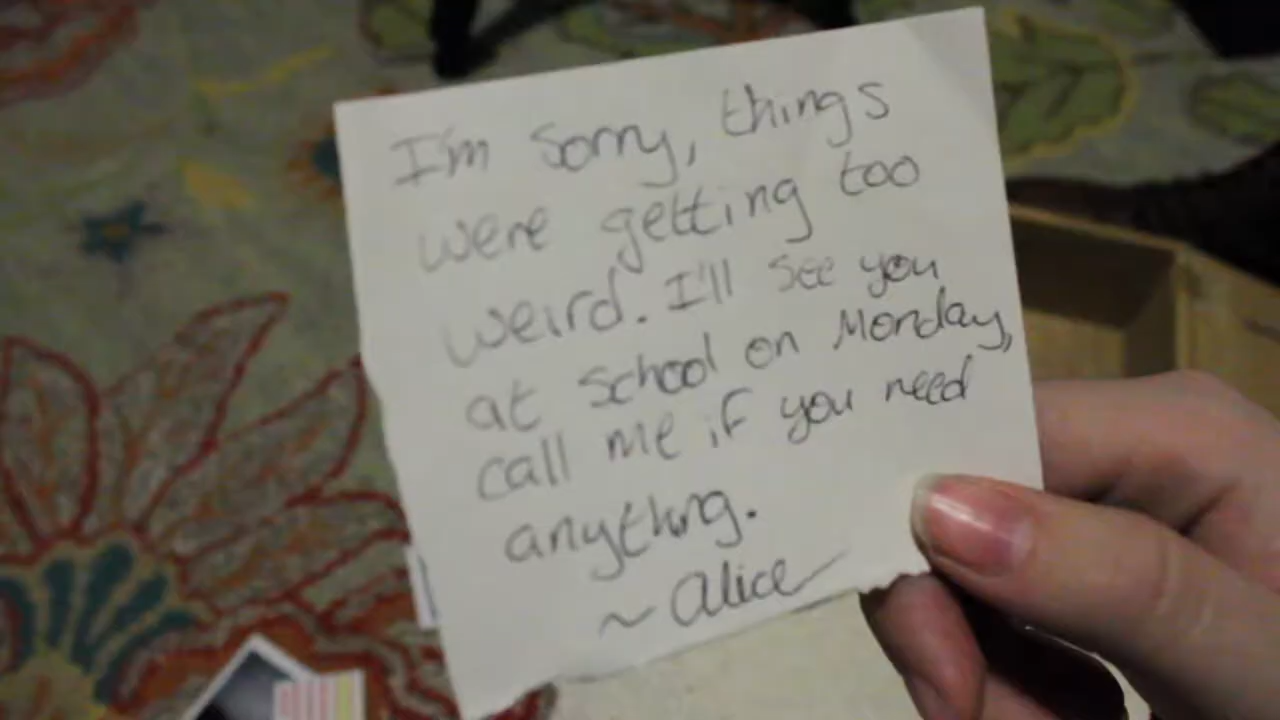 I'm sorry, things
were getting too
weird. I'll see you
at school on Monday,
call me if you need
anything.
~ Alice